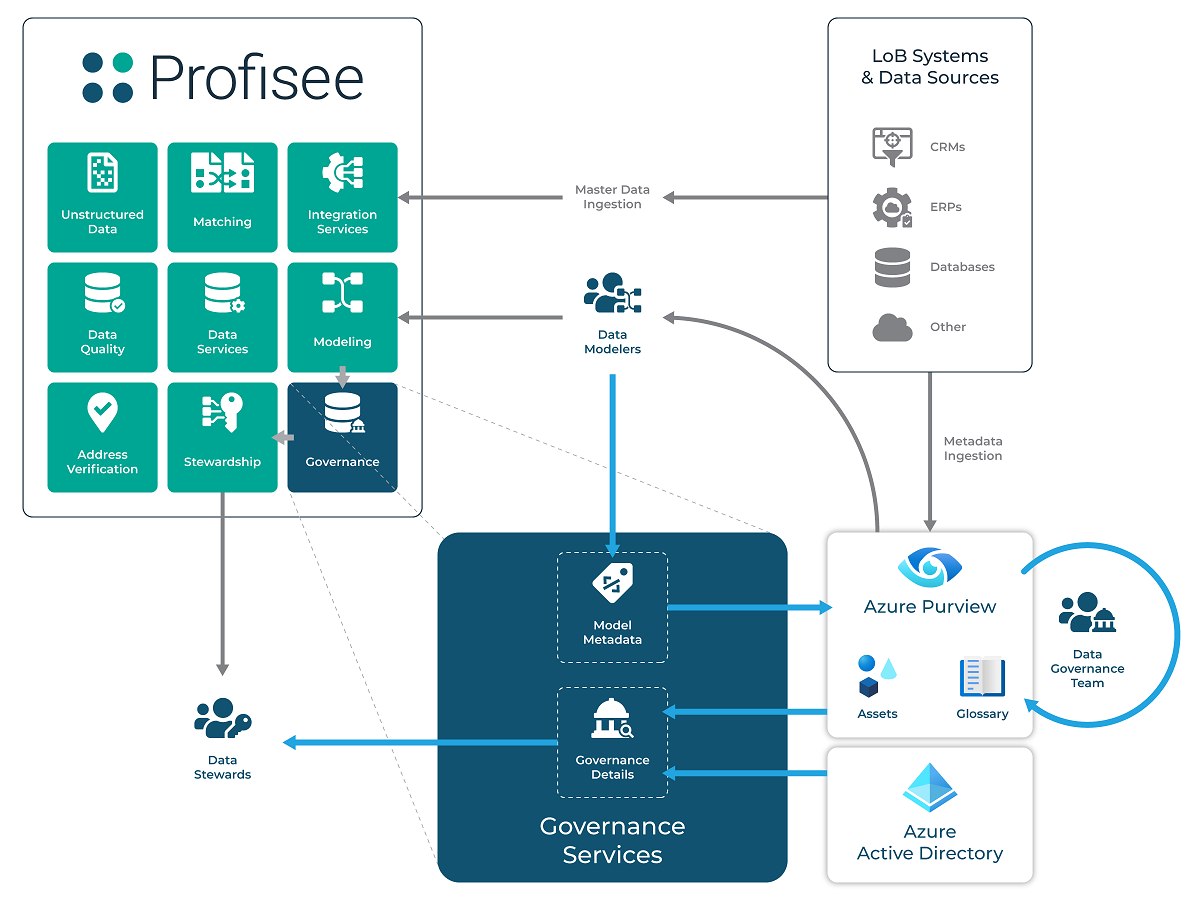 Profisee
Unstructured
Data
Matching
Integration
Services
Data
Quality
Data
Services
Modeling
Address
Verification
Stewardship
Governance
Master Data
Ingestion
LoB Systems
& Data Sources
CRMs
ERPs
Databases
Other
Data
Modelers
Metadata
Ingestion
Model
Metadata
Azure Purview
Assets
Glossary
Data
Governance
Team
Data
Stewards
Governance
Details
Governance
Services
Azure
Active Directory